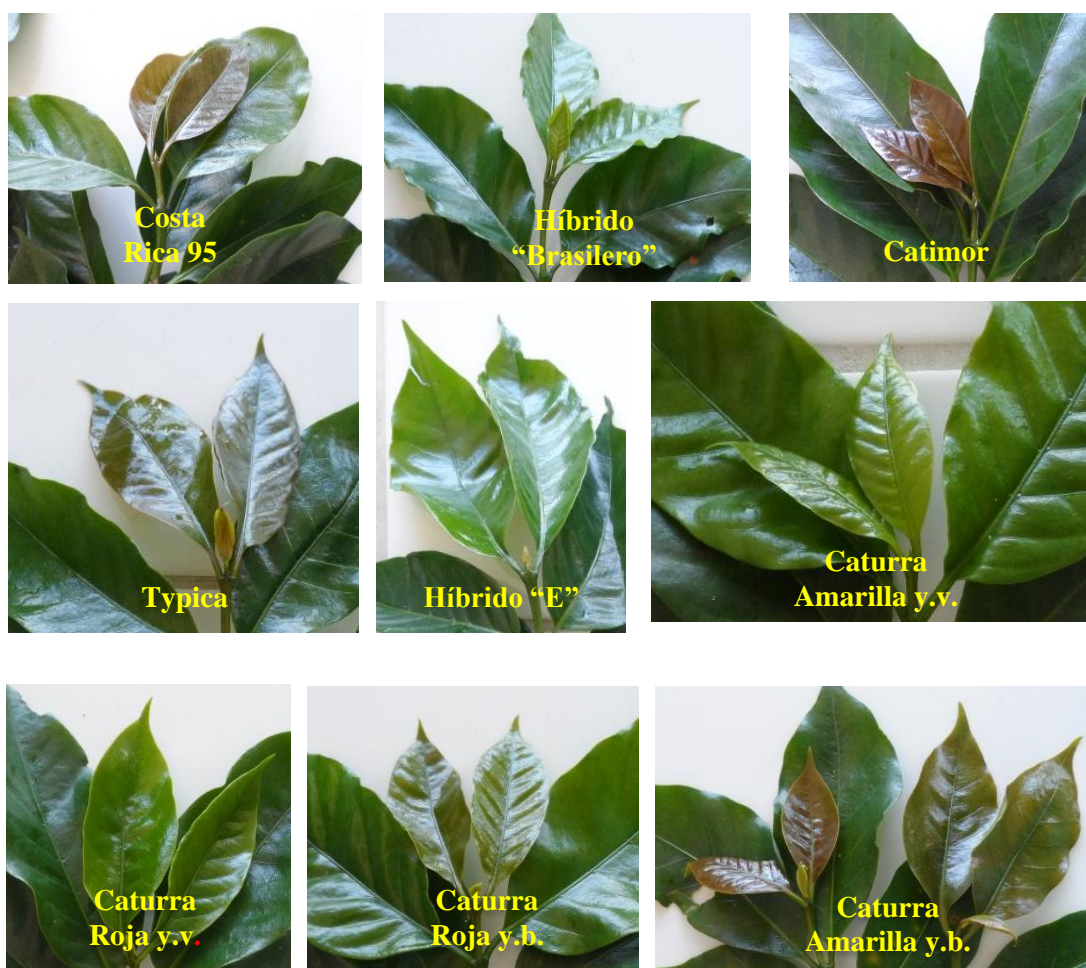 Costa
Rica 95
Híbrido
“Brasilero”
Catimor
Typica
Híbrido “E”
Caturra
Amarilla y.v.
Caturra
Roja y.v.
Caturra
Roja y.b.
Caturra
Amarilla y.b.